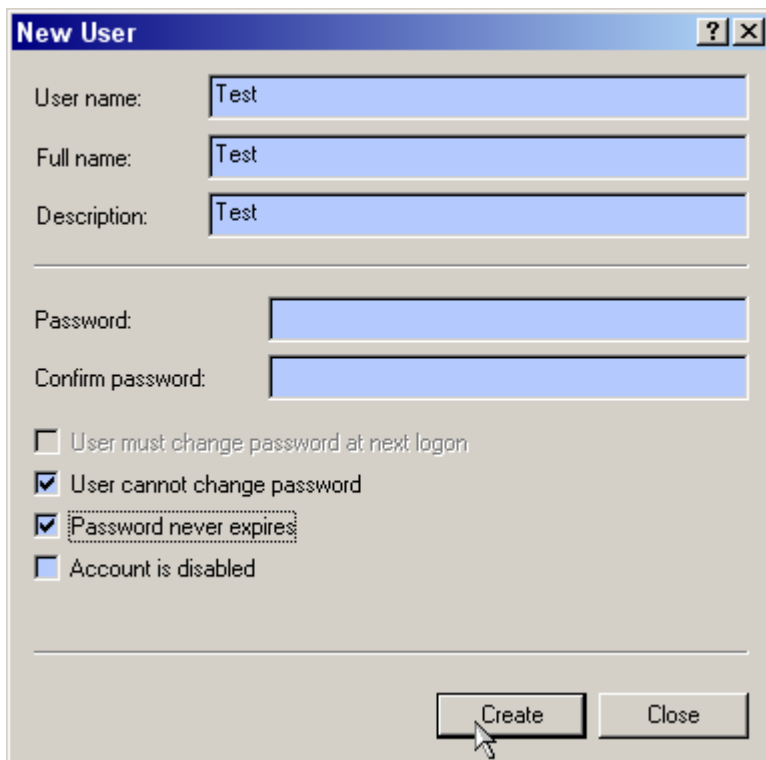 New User
User name: Test
Full name: Test
Description: Test
Password:
Confirm password:
User must change password at next logon
User cannot change password
Password never expires
Account is disabled
Create Close